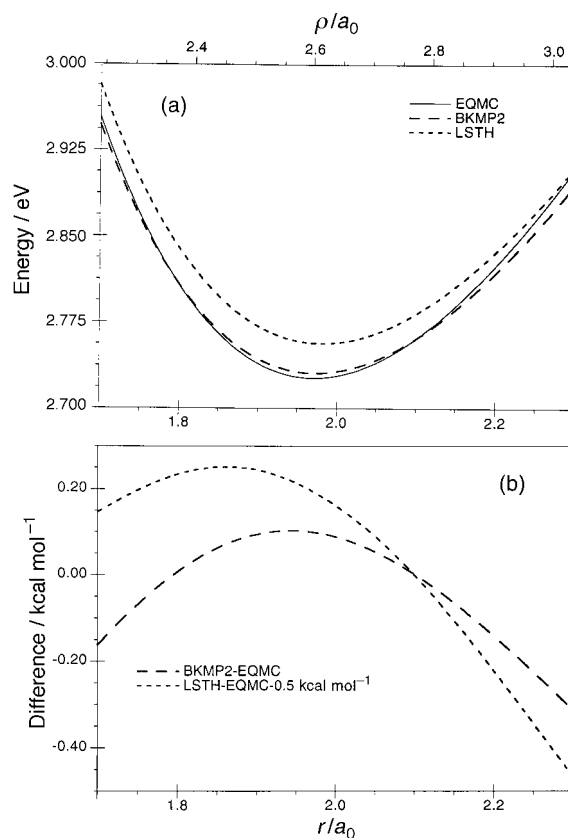 ρ/a₀
2.4 2.6 2.8 3.0
3.000
2.925
2.850
2.775
2.700
Energy / eV
(a)
EQMC
BKMP2
LSTH
1.8 2.0 2.2
0.20
0.00
-0.20
-0.40
Difference / kcal mol⁻¹
(b)
BKMP2-EQMC
LSTH-EQMC-0.5 kcal mol⁻¹
1.8 2.0 2.2
r/a₀